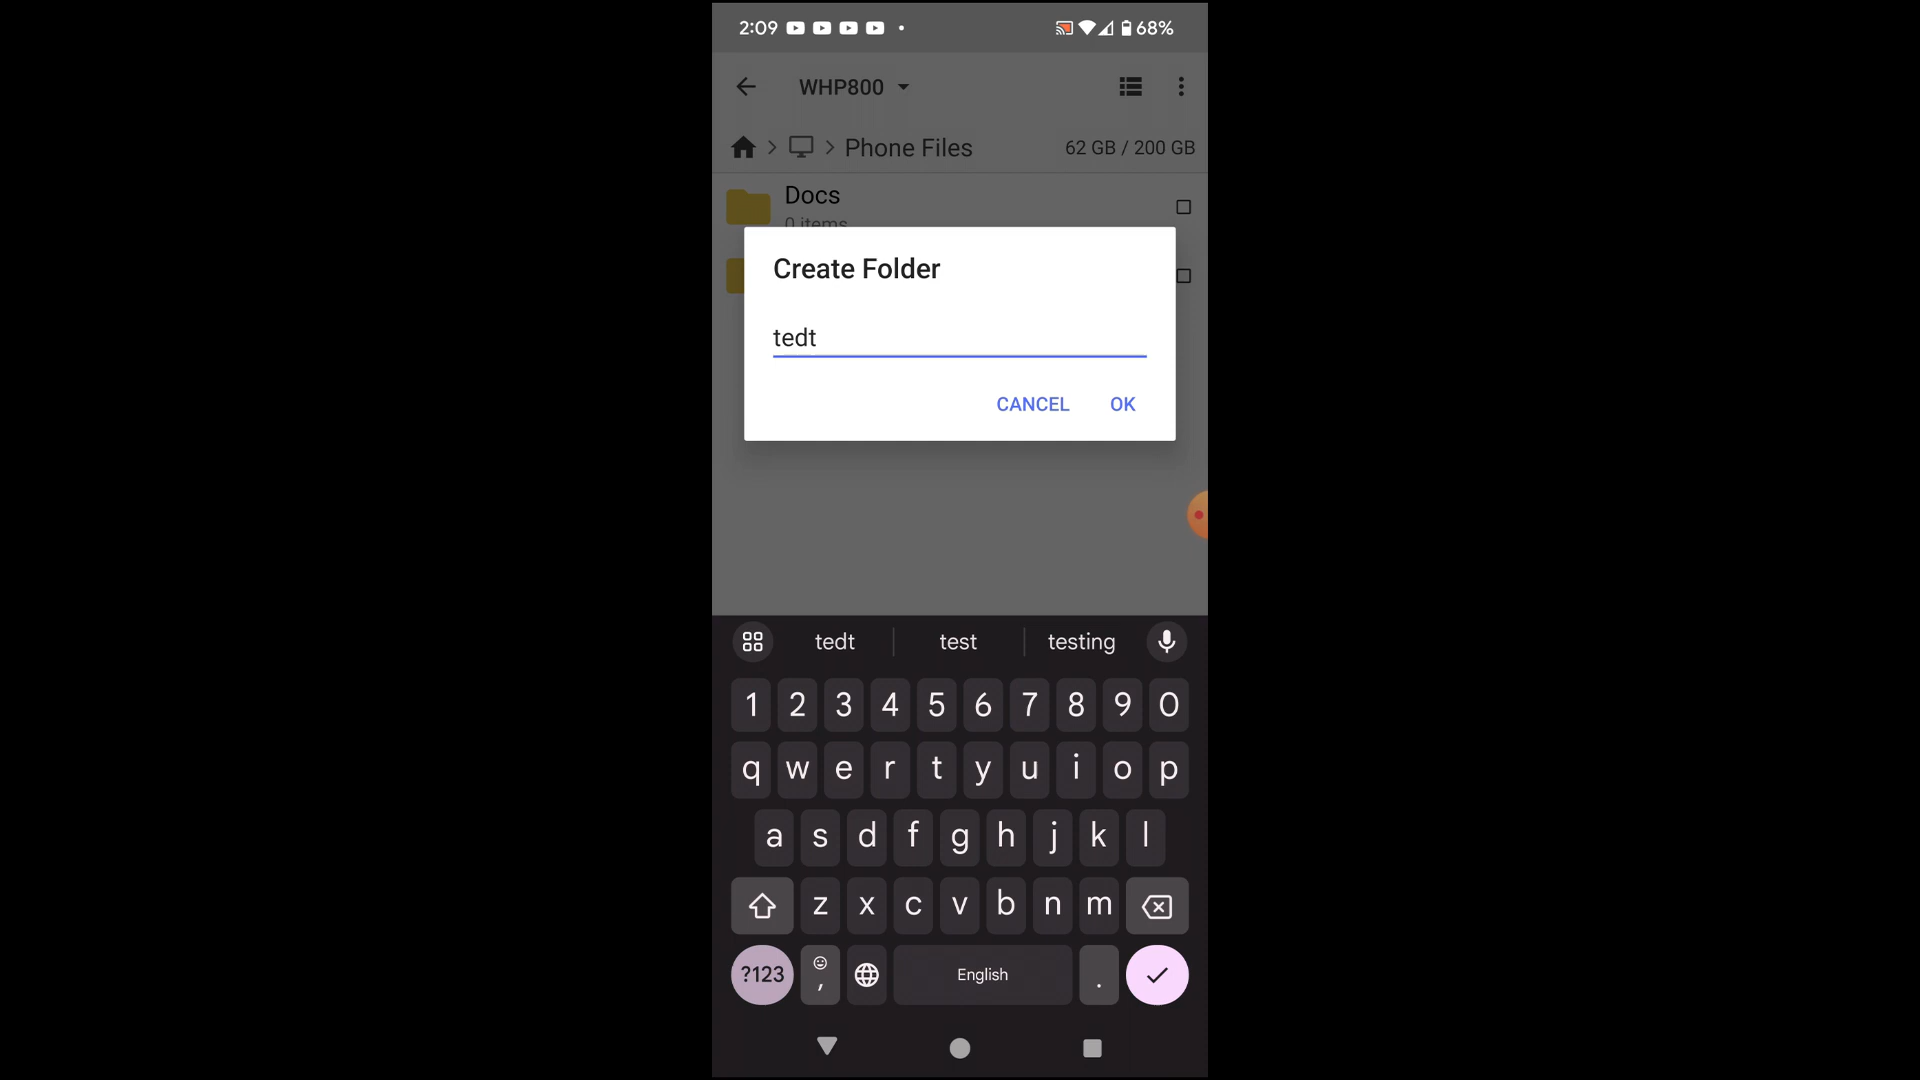 2:09 68%
WHP800
Phone Files 62 GB / 200 GB
Docs
0 items
Create Folder
tedt
CANCEL OK
tedt test testing
1 2 3 4 5 6 7 8 9 0
q w e r t y u i o p
a s d f g h j k l
z x c v b n m
?123 , English .